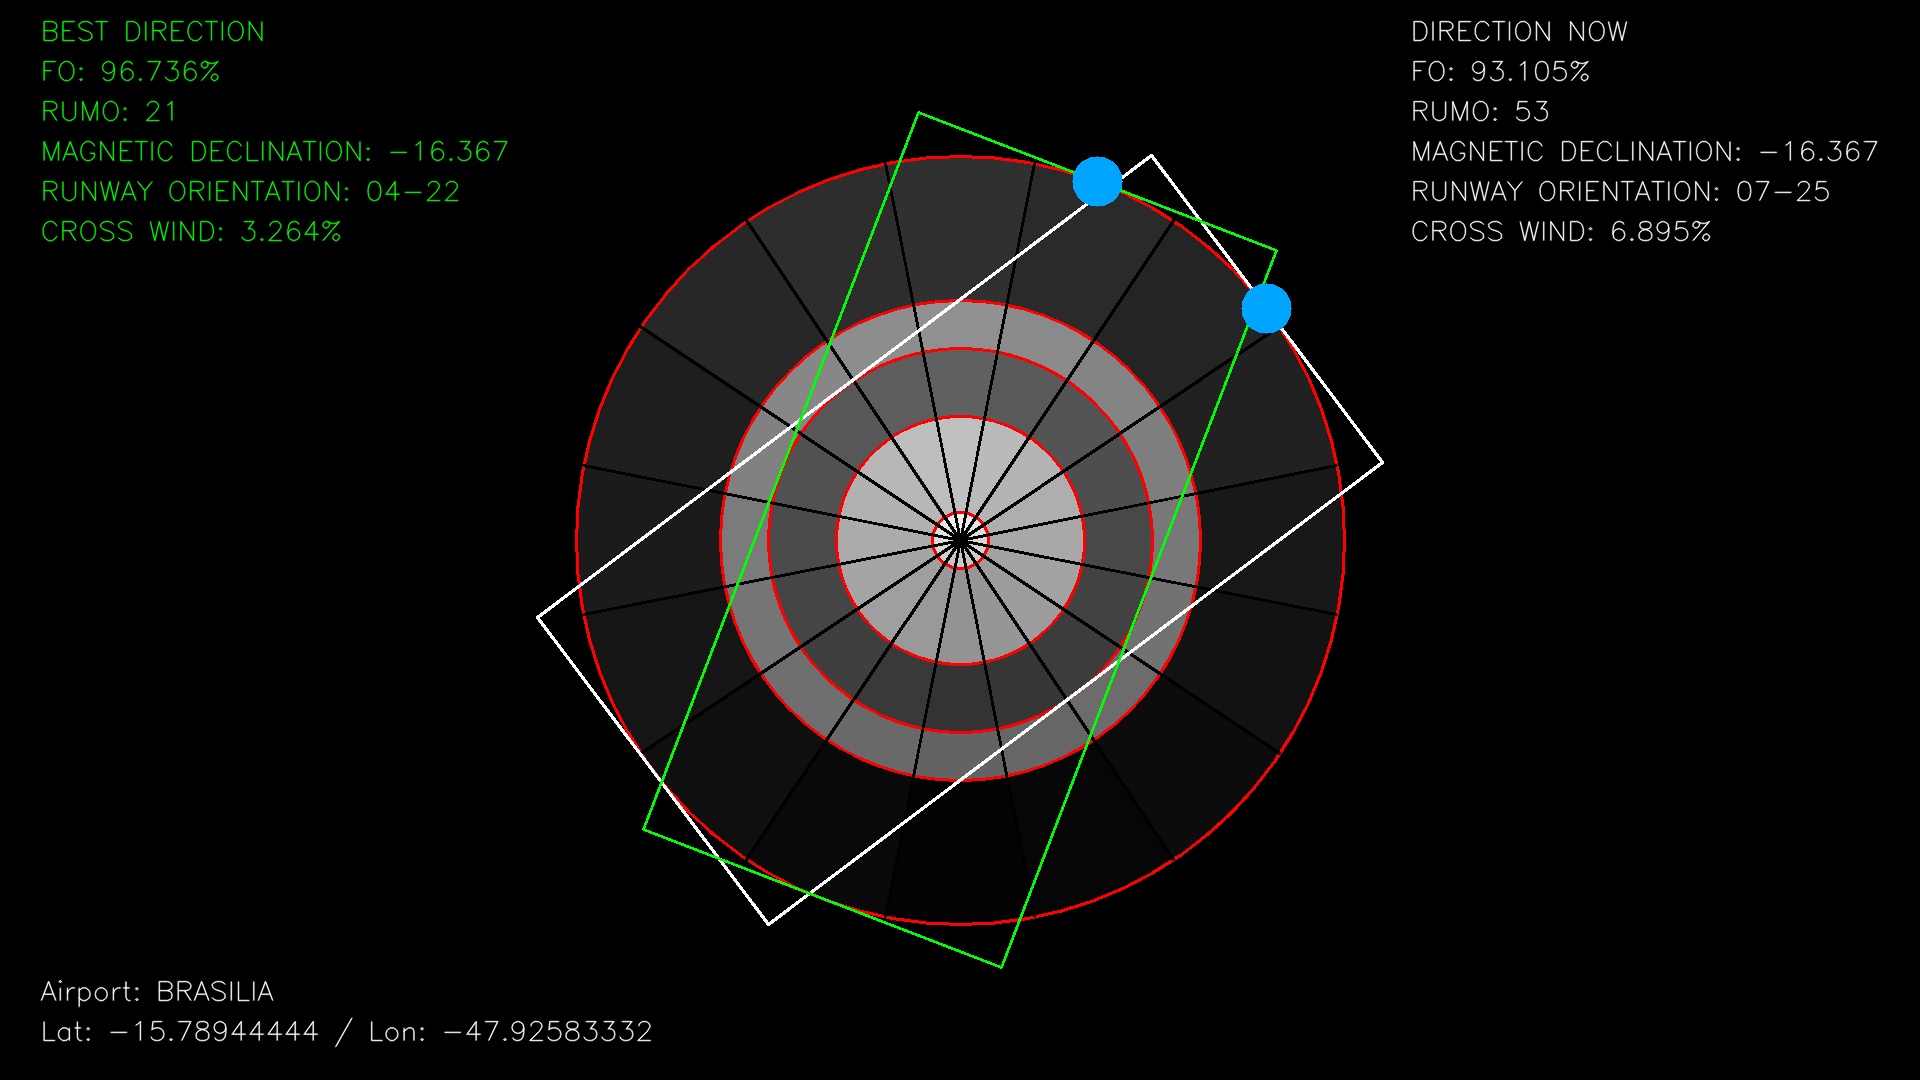 BEST DIRECTION
FO: 96.736%
RUMO: 21
MAGNETIC DECLINATION: -16.367
RUNWAY ORIENTATION: 04-22
CROSS WIND: 3.264%
DIRECTION NOW
FO: 93.105%
RUMO: 53
MAGNETIC DECLINATION: -16.367
RUNWAY ORIENTATION: 07-25
CROSS WIND: 6.895%
Airport: BRASILIA
Lat: -15.78944444 / Lon: -47.92583332